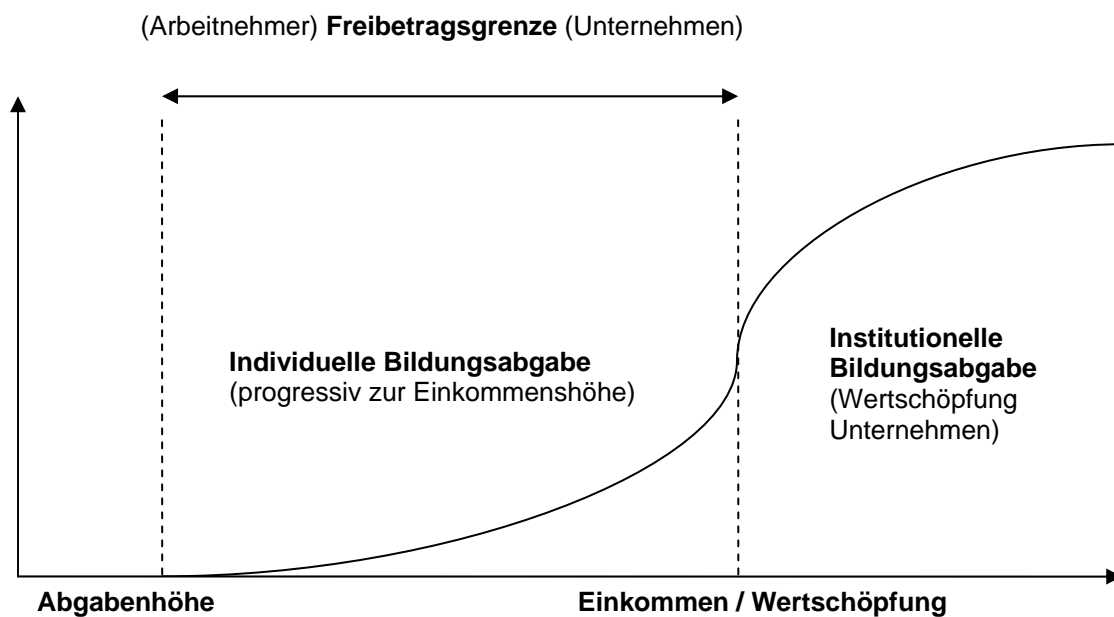 (Arbeitnehmer) Freibetragsgrenze (Unternehmen)
Individuelle Bildungsabgabe
(progressiv zur Einkommenshöhe)
Institutionelle
Bildungsabgabe
(Wertschöpfung
Unternehmen)
Abgabenhöhe
Einkommen / Wertschöpfung